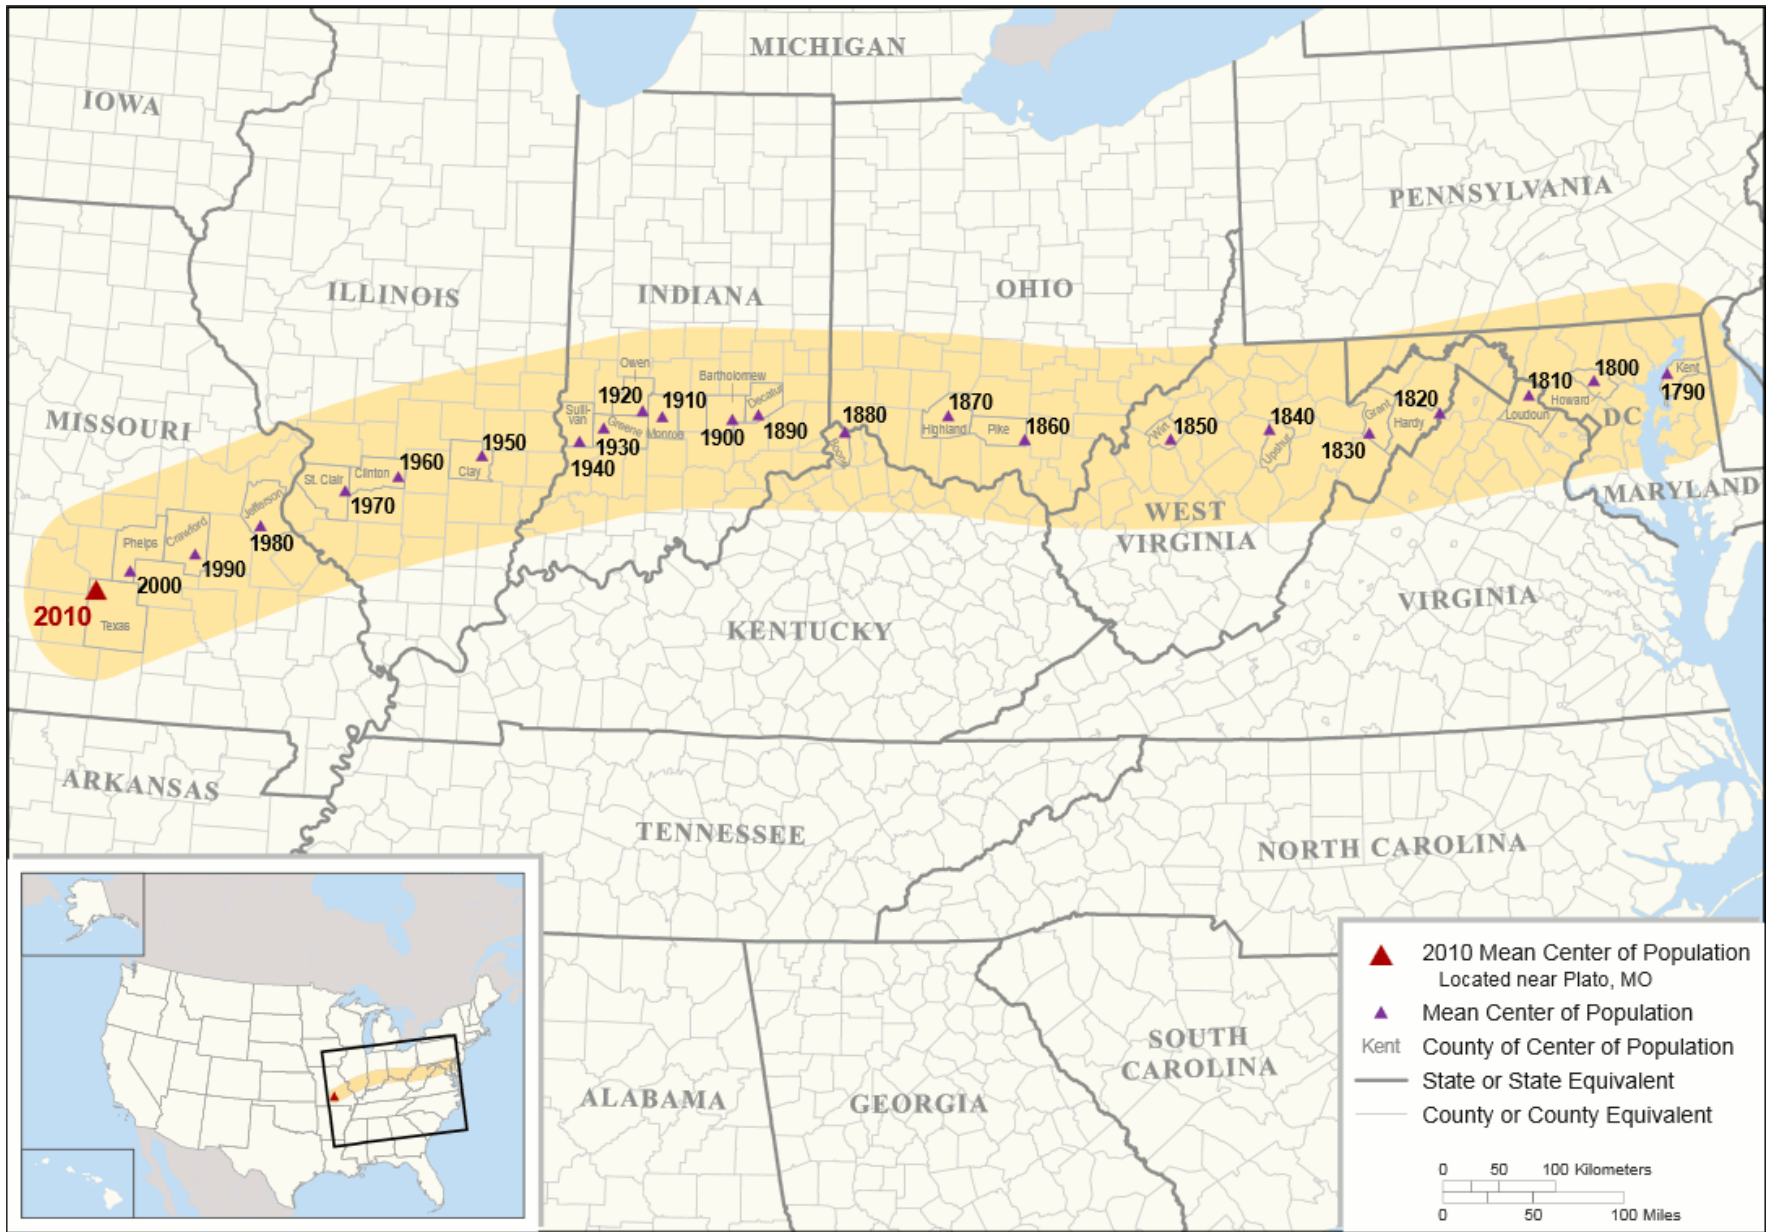 MICHIGAN
IOWA
PENNSYLVANIA
ILLINOIS
INDIANA
OHIO
MISSOURI
Owen
Bartholomew
Decatur
Sulli-
van
Greene
Monroe
Highland
Pike
Boone
Win
Upshur
Grant
Hardy
Loudoun
Howard
Kent
DC
St. Clair
Clinton
Clay
Jefferson
Crawford
Phelps
Texas
1790
1800
1810
1820
1830
1840
1850
1860
1870
1880
1890
1900
1910
1920
1930
1940
1950
1960
1970
1980
1990
2000
2010
WEST
VIRGINIA
MARYLAND
VIRGINIA
KENTUCKY
ARKANSAS
TENNESSEE
NORTH CAROLINA
SOUTH
CAROLINA
ALABAMA
GEORGIA
2010 Mean Center of Population
Located near Plato, MO
Mean Center of Population
Kent County of Center of Population
State or State Equivalent
County or County Equivalent
0 50 100 Kilometers
0 50 100 Miles